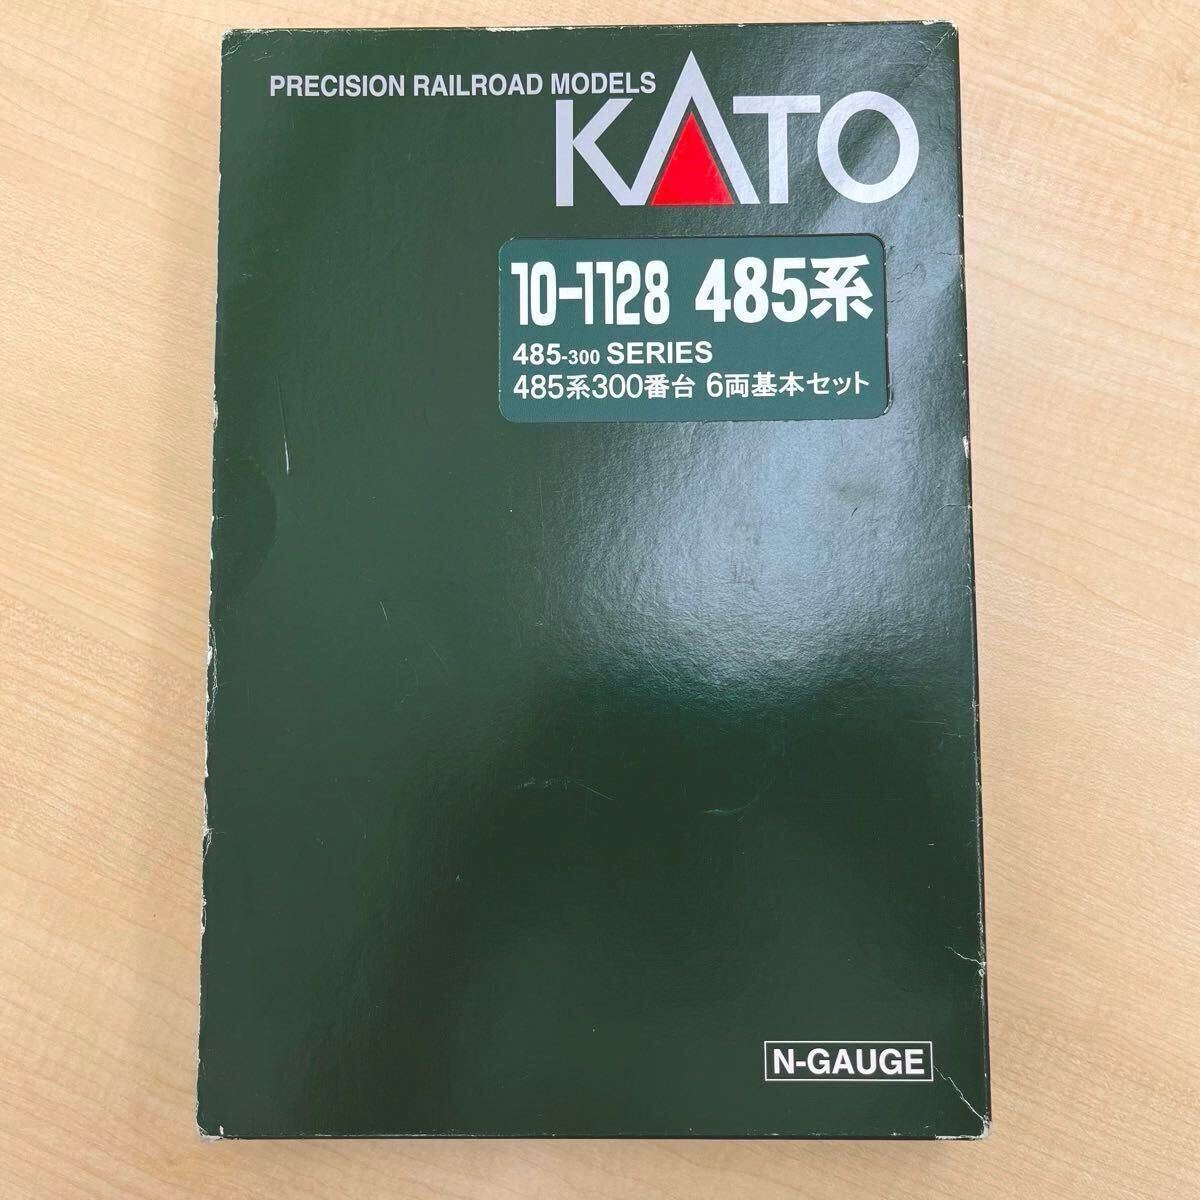 PRECISION RAILROAD MODELS
KATO
10-1128 485系
485-300 SERIES
485系300番台 6両基本セット
N-GAUGE